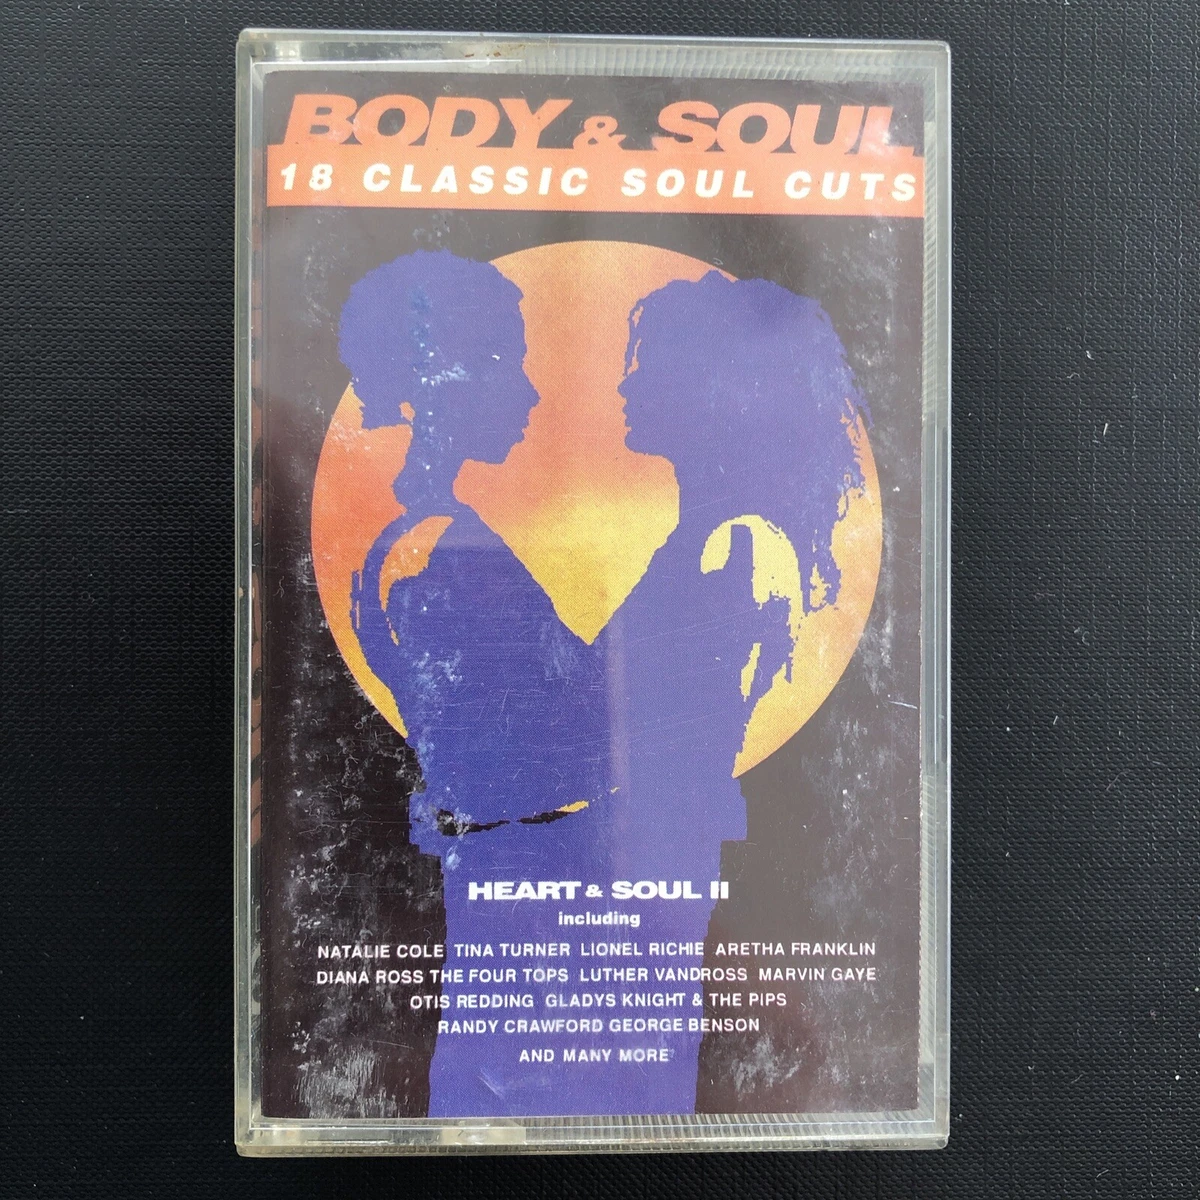 BODY & SOUL
18 CLASSIC SOUL CUTS
HEART & SOUL II
including
NATALIE COLE TINA TURNER LIONEL RICHIE ARETHA FRANKLIN
DIANA ROSS THE FOUR TOPS LUTHER VANDROSS MARVIN GAYE
OTIS REDDING GLADYS KNIGHT & THE PIPS
RANDY CRAWFORD GEORGE BENSON
AND MANY MORE